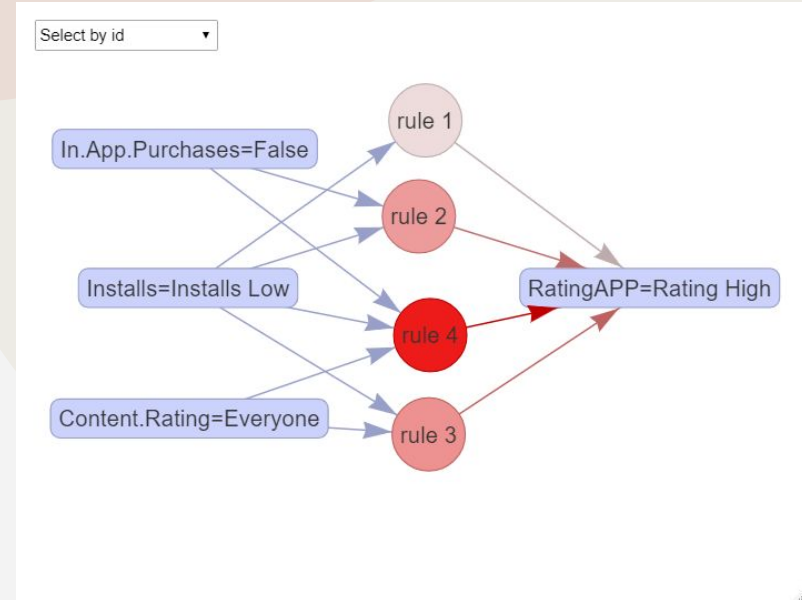 Select by id
rule 1
In.App.Purchases=False
rule 2
Installs=Installs Low
RatingAPP=Rating High
rule 4
Content.Rating=Everyone
rule 3